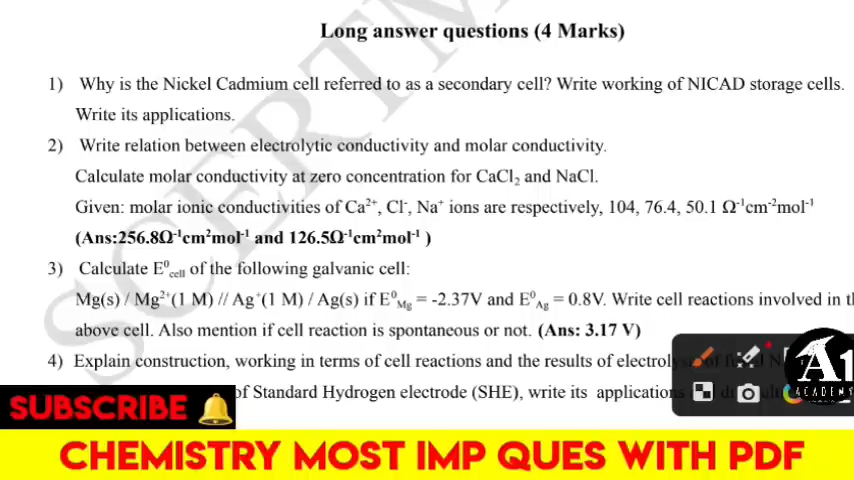 Long answer questions (4 Marks)
1) Why is the Nickel Cadmium cell referred to as a secondary cell? Write working of NICAD storage cells.
Write its applications.
2) Write relation between electrolytic conductivity and molar conductivity.
Calculate molar conductivity at zero concentration for CaCl₂ and NaCl.
Given: molar ionic conductivities of Ca²⁺, Cl⁻, Na⁺ ions are respectively, 104, 76.4, 50.1 Ω⁻¹cm⁻²mol⁻¹
(Ans:256.8Ω⁻¹cm²mol⁻¹ and 126.5Ω⁻¹cm²mol⁻¹ )
3) Calculate E⁰cell of the following galvanic cell:
Mg(s) / Mg²⁺(1 M) // Ag⁺(1 M) / Ag(s) if E⁰Mg = -2.37V and E⁰Ag = 0.8V. Write cell reactions involved in
above cell. Also mention if cell reaction is spontaneous or not. (Ans: 3.17 V)
4) Explain construction, working in terms of cell reactions and the results of
of Standard Hydrogen electrode (SHE), write its
A1
ACADEMY
SUBSCRIBE
CHEMISTRY MOST IMP QUES WITH PDF